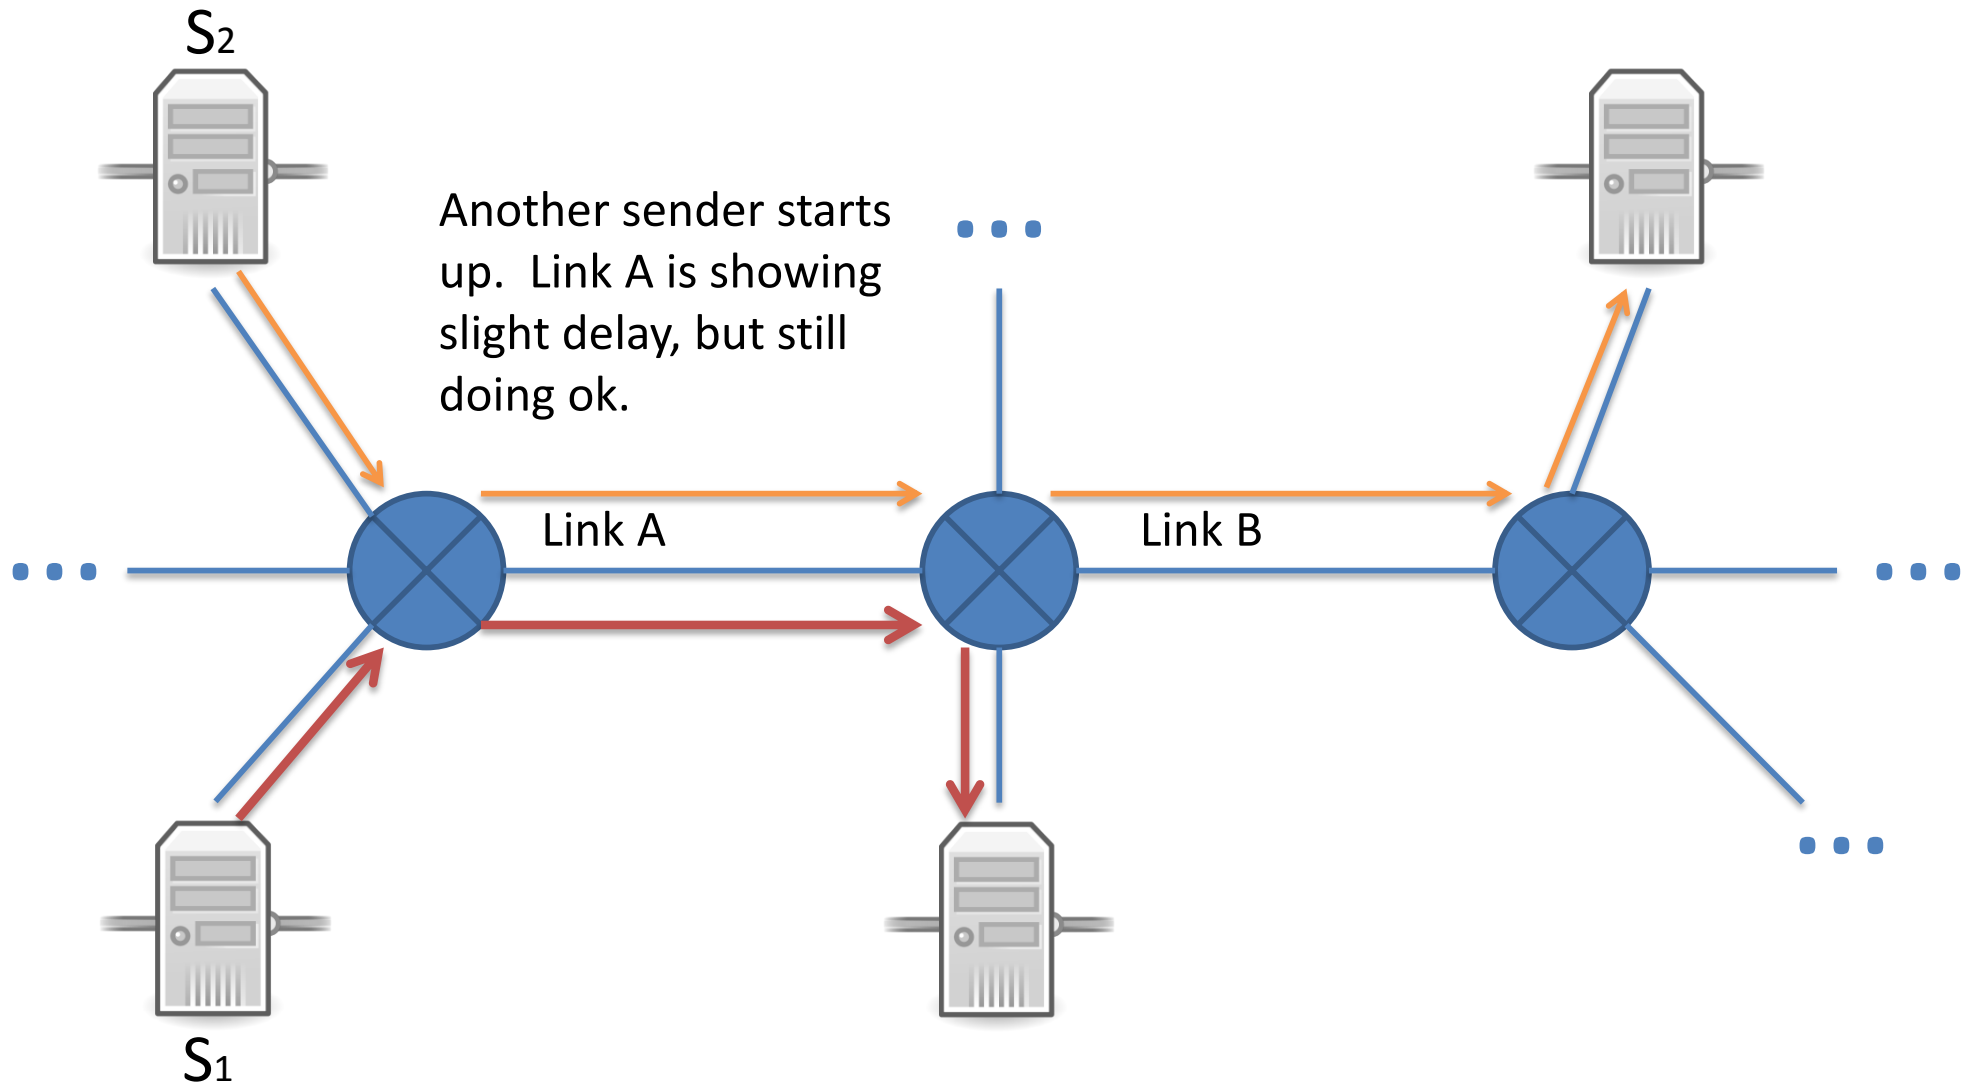 S2
Another sender starts
up.  Link A is showing
slight delay, but still
doing ok.
Link A
Link B
S1